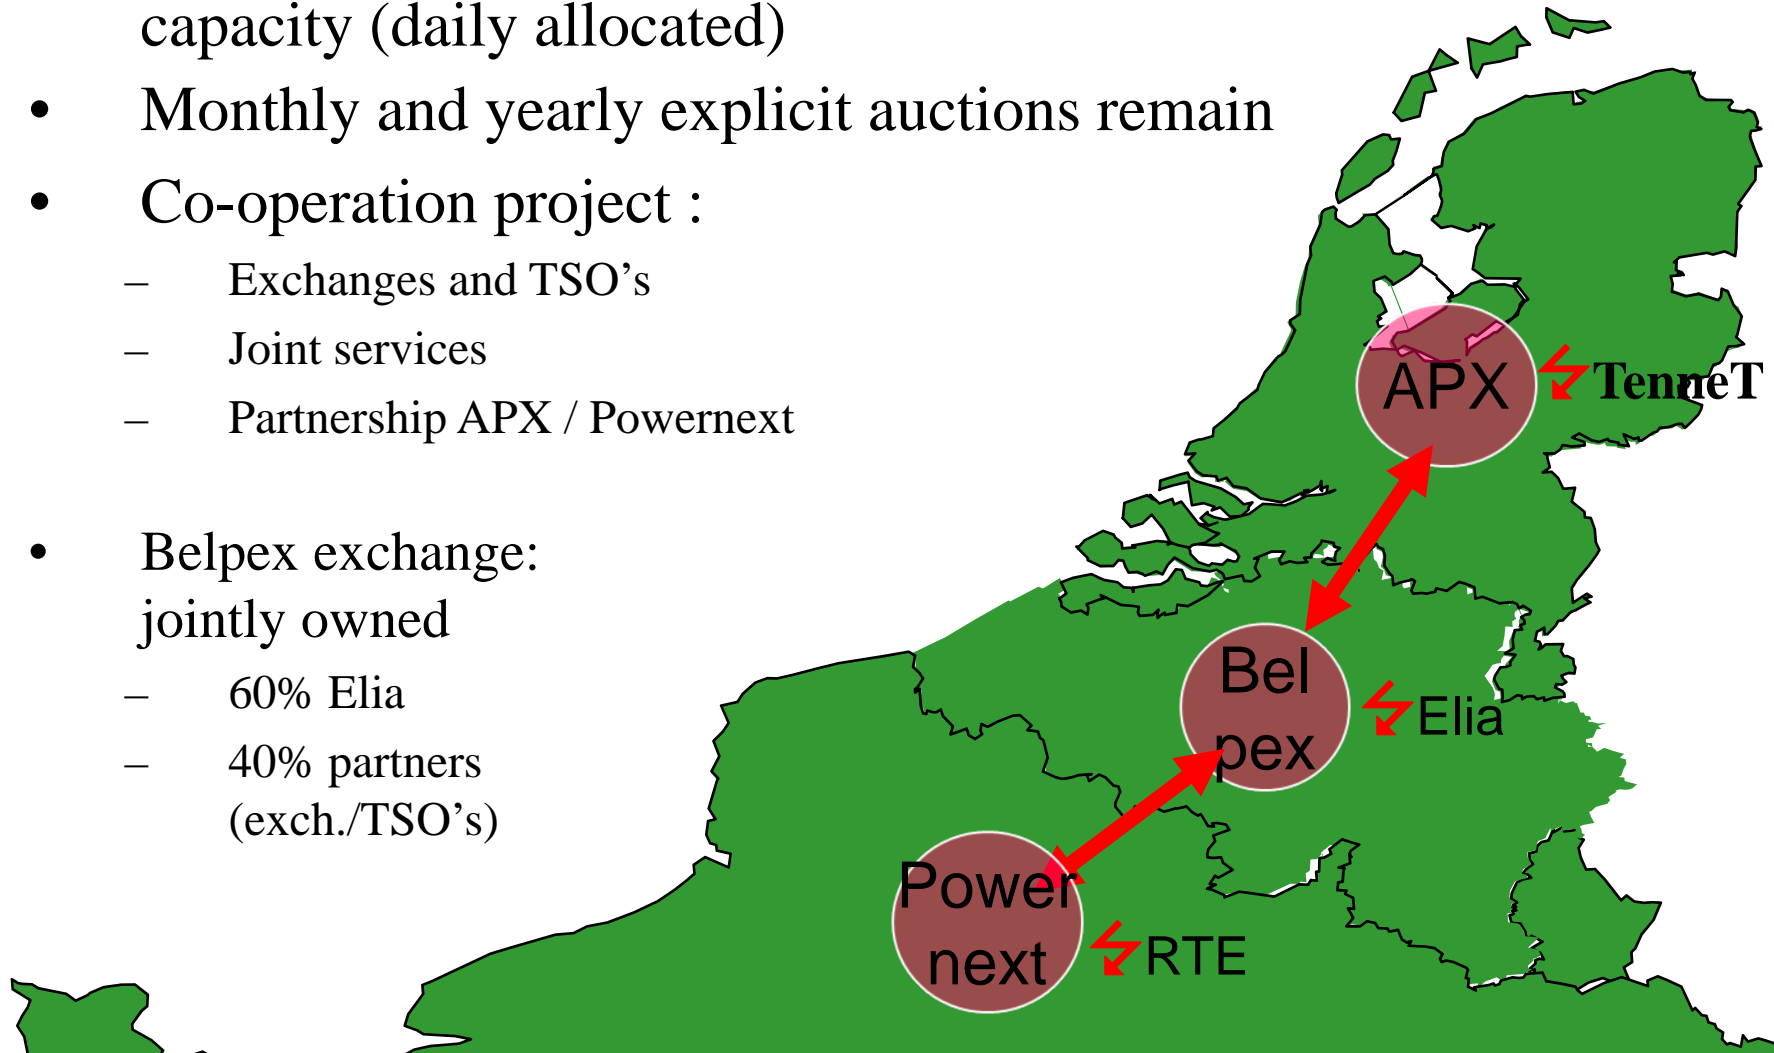 capacity (daily allocated)
• Monthly and yearly explicit auctions remain
• Co-operation project :
– Exchanges and TSO’s
– Joint services
– Partnership APX / Powernext
• Belpex exchange:
jointly owned
– 60% Elia
– 40% partners
(exch./TSO’s)
APX
TenneT
Bel
pex
Elia
Power
next
RTE